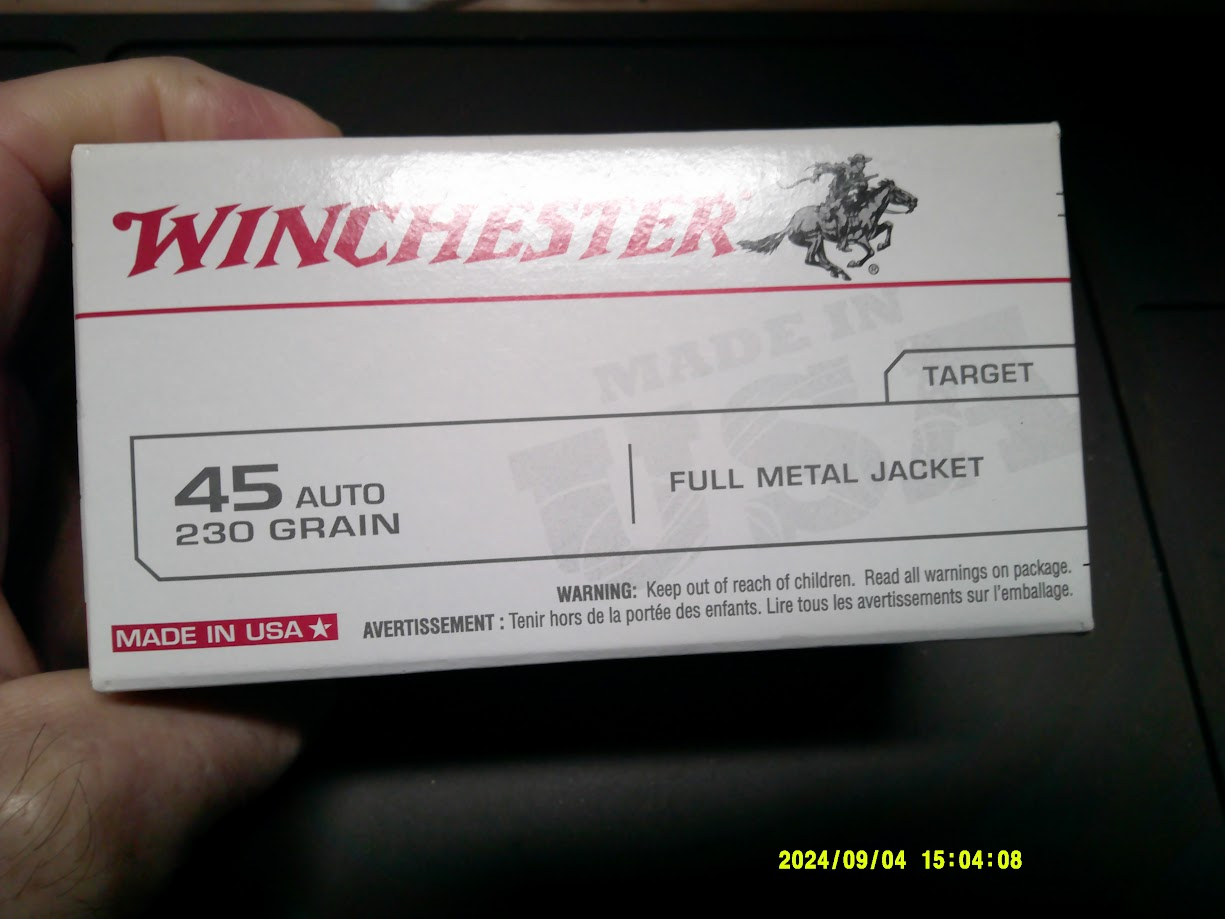 WINCHESTER
®
MADE IN
USA
TARGET
45 AUTO
230 GRAIN
FULL METAL JACKET
WARNING: Keep out of reach of children. Read all warnings on package.
AVERTISSEMENT : Tenir hors de la portée des enfants. Lire tous les avertissements sur l'emballage.
MADE IN USA
2024/09/04 15:04:08